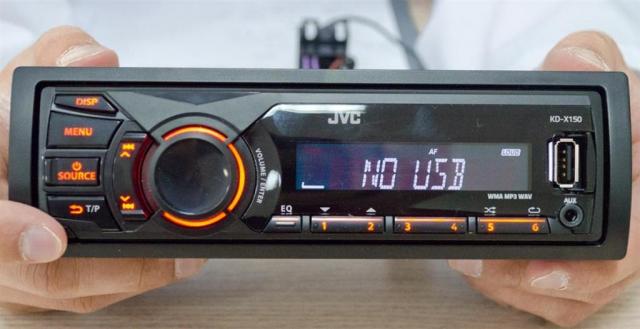 DISP
MENU
SOURCE
T/P
VOLUME / ENTER
JVC
KD-X150
AF
LOUD
NO USB
WMA MP3 WAV
EQ
AUX
1 2 3 4 5 6